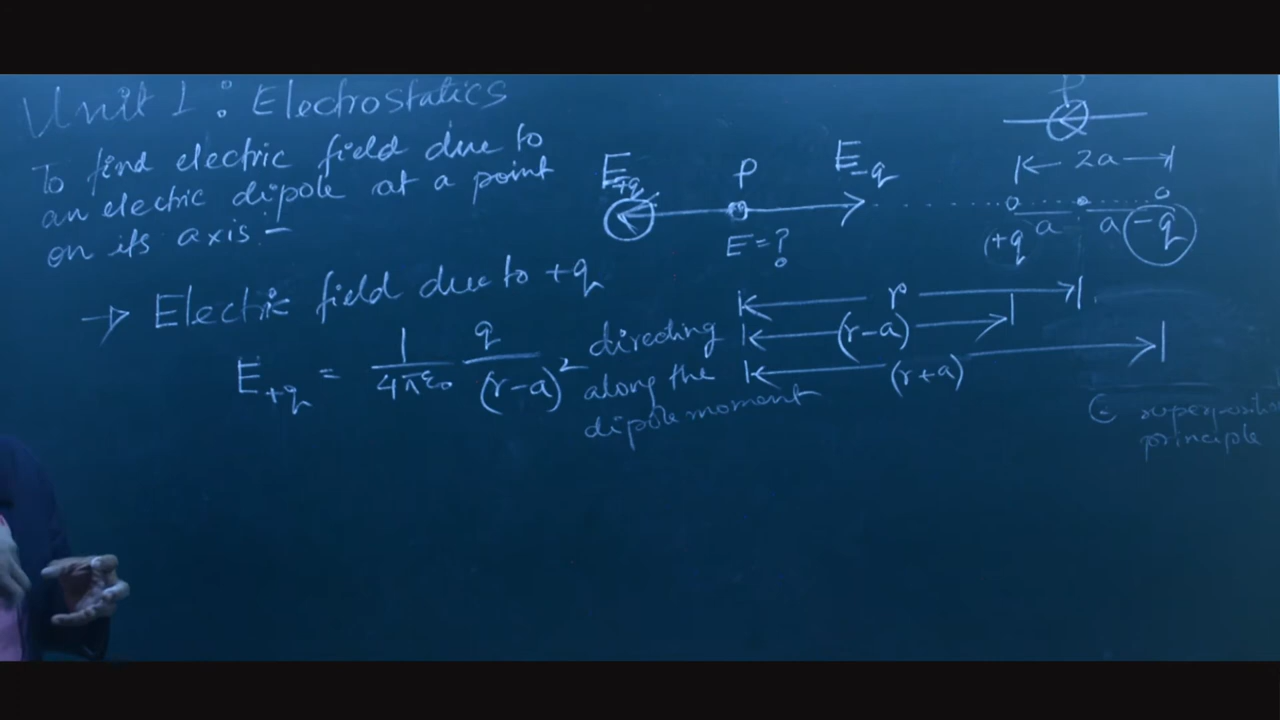 Unit 1 : Electrostatics
To find electric field due to
an electric dipole at a point
on its axis :-
→ Electric field due to +q
E+q = 1/4πε₀ q/(r-a)² directing
along the
dipole moment
P
2a
E+q P E-q
a a
+q -q
E = ?
r
(r-a)
(r+a)
superposition
principle